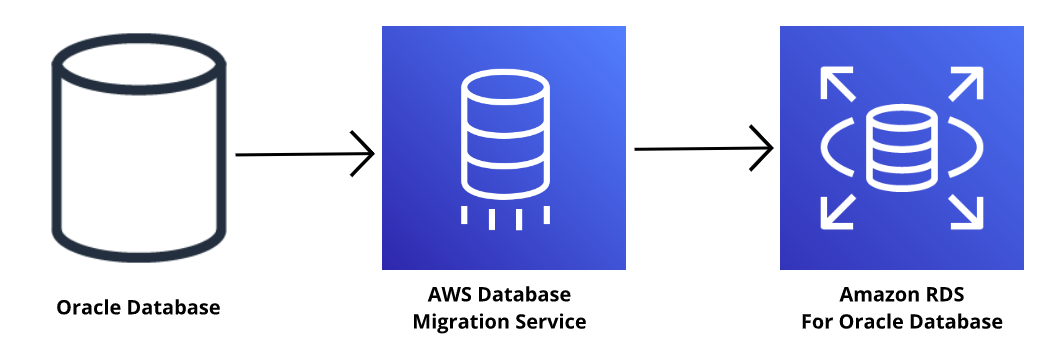 Oracle Database
AWS Database
Migration Service
Amazon RDS
For Oracle Database